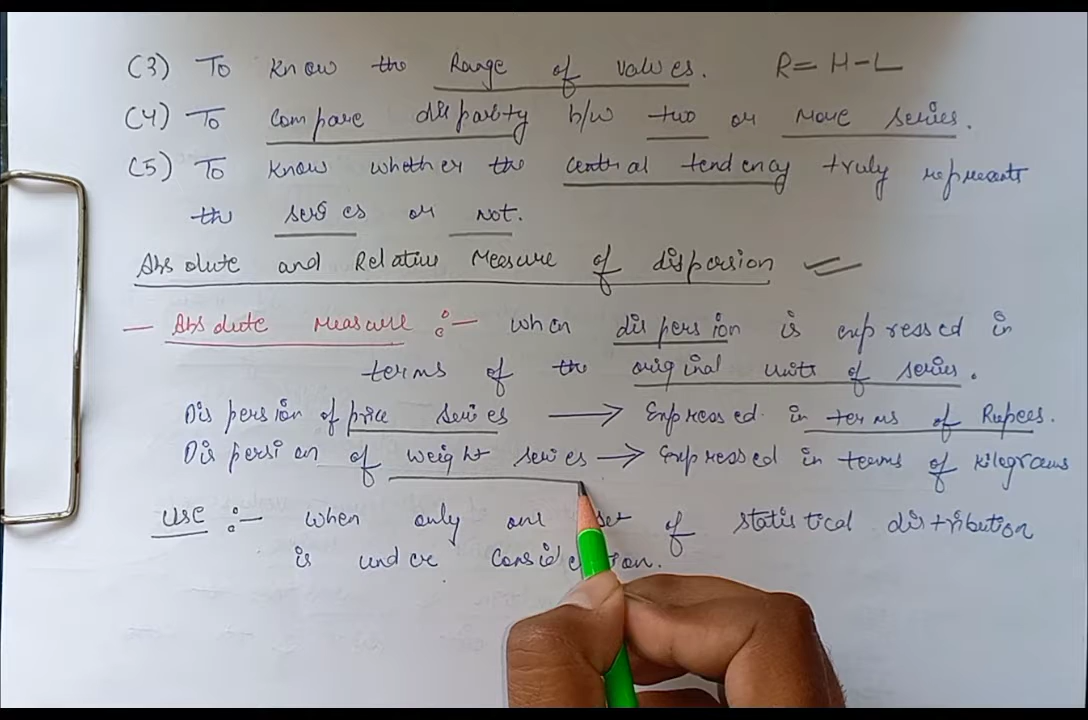 (3) To know the Range of values. R = H-L
(4) To compare disparity b/w two or more series.
(5) To know whether the central tendency truly represents
the series or not.
Absolute and Relative Measure of dispersion
— Absolute Measure :— when dispersion is expressed in
terms of the original units of series.
Dispersion of price series → Expressed in terms of Rupees.
Dispersion of weight series → Expressed in terms of kilograms
Use :— when only one set of statistical distribution
is under consideration.